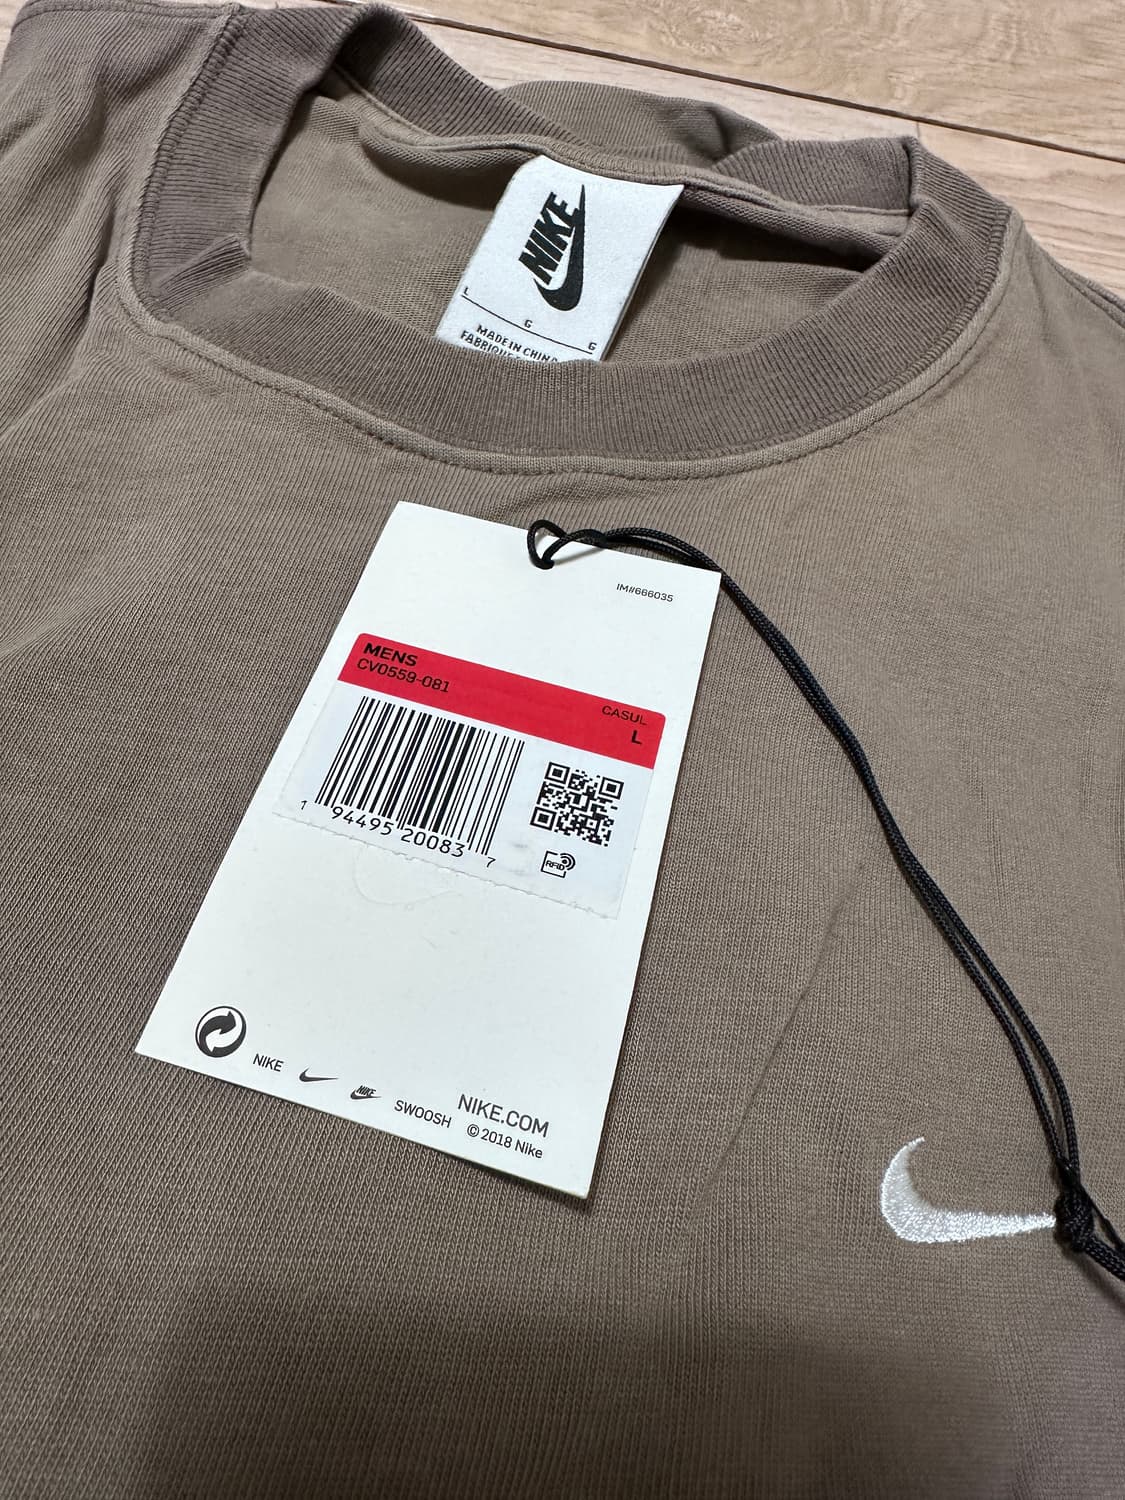 NIKE
L
G
G
MADE IN CHINA
IM#666035
MENS
CV0559-081
CASUL
L
1 94495 20083 7
RFID
NIKE
NIKE
SWOOSH
NIKE.COM
© 2018 Nike